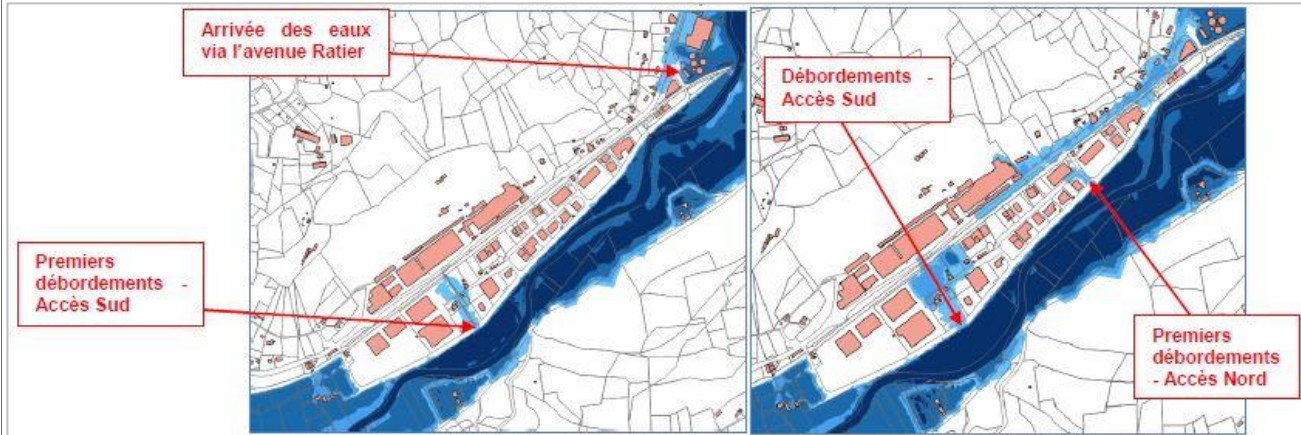 Arrivée des eaux
via l'avenue Ratier
Premiers
débordements -
Accès Sud
Débordements -
Accès Sud
Premiers
débordements
- Accès Nord